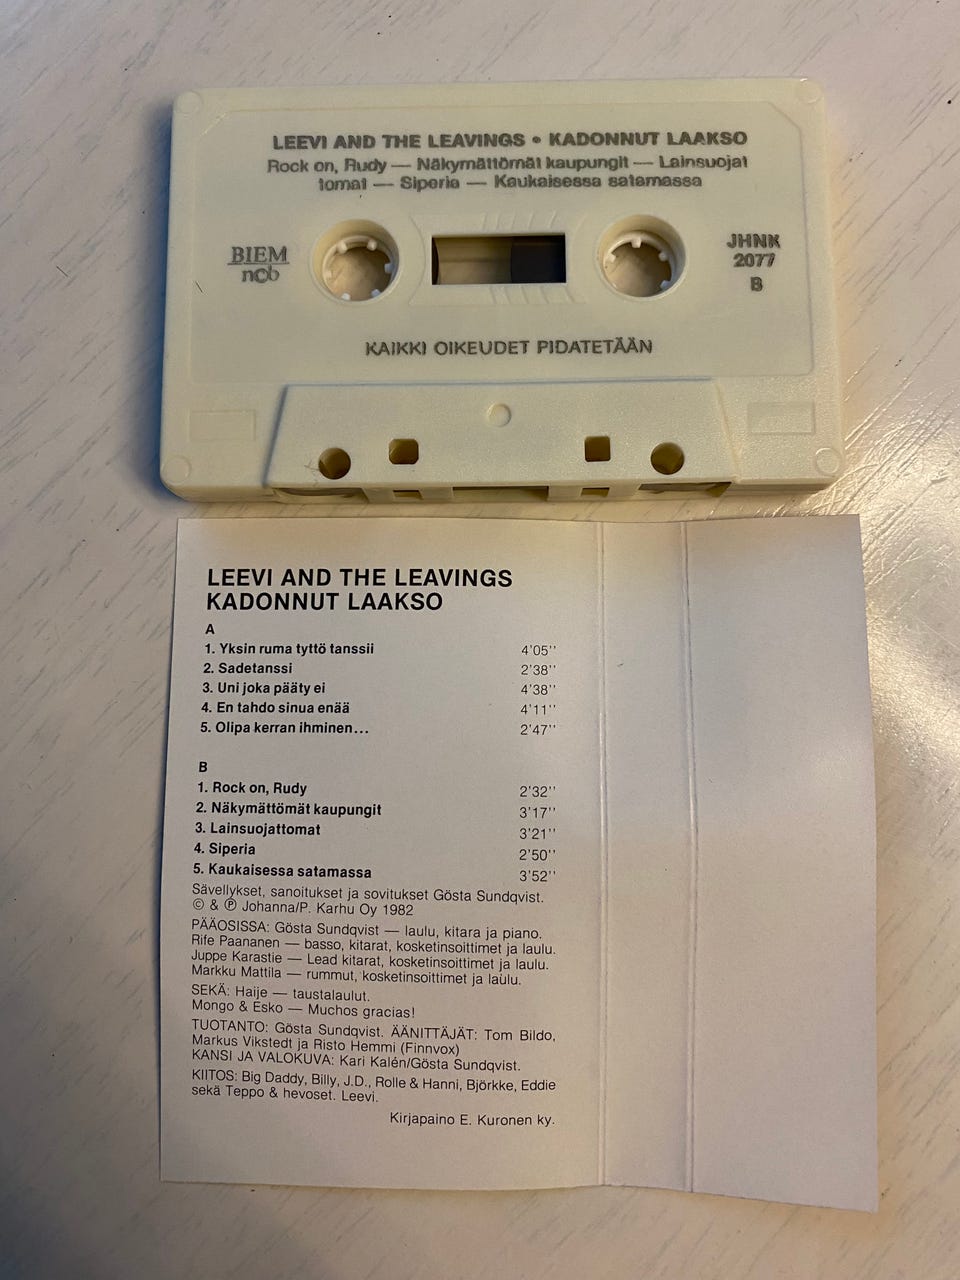 LEEVI AND THE LEAVINGS • KADONNUT LAAKSO
Rock on, Rudy — Näkymättömät kaupungit — Lainsuojat
tomat — Siperia — Kaukaisessa satamassa
BIEM
ncb
JHNK
2077
B
KAIKKI OIKEUDET PIDATETÄÄN
LEEVI AND THE LEAVINGS
KADONNUT LAAKSO
A
1. Yksin ruma tyttö tanssii 4'05''
2. Sadetanssi 2'38''
3. Uni joka pääty ei 4'38''
4. En tahdo sinua enää 4'11''
5. Olipa kerran ihminen... 2'47''
B
1. Rock on, Rudy 2'32''
2. Näkymättömät kaupungit 3'17''
3. Lainsuojattomat 3'21''
4. Siperia 2'50''
5. Kaukaisessa satamassa 3'52''
Sävellykset, sanoitukset ja sovitukset Gösta Sundqvist.
© & ℗ Johanna/P. Karhu Oy 1982
PÄÄOSISSA: Gösta Sundqvist — laulu, kitara ja piano.
Rife Paananen — basso, kitarat, kosketinsoittimet ja laulu.
Juppe Karastie — Lead kitarat, kosketinsoittimet ja laulu.
Markku Mattila — rummut, kosketinsoittimet ja laulu.
SEKÄ: Haije — taustalaulut.
Mongo & Esko — Muchos gracias!
TUOTANTO: Gösta Sundqvist. ÄÄNITTÄJÄT: Tom Bildo,
Markus Vikstedt ja Risto Hemmi (Finnvox)
KANSI JA VALOKUVA: Kari Kalén/Gösta Sundqvist.
KIITOS: Big Daddy, Billy, J.D., Rolle & Hanni, Björkke, Eddie
sekä Teppo & hevoset. Leevi.
Kirjapaino E. Kuronen ky.